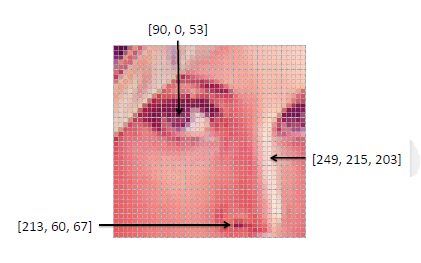 [90, 0, 53]
[249, 215, 203]
[213, 60, 67]